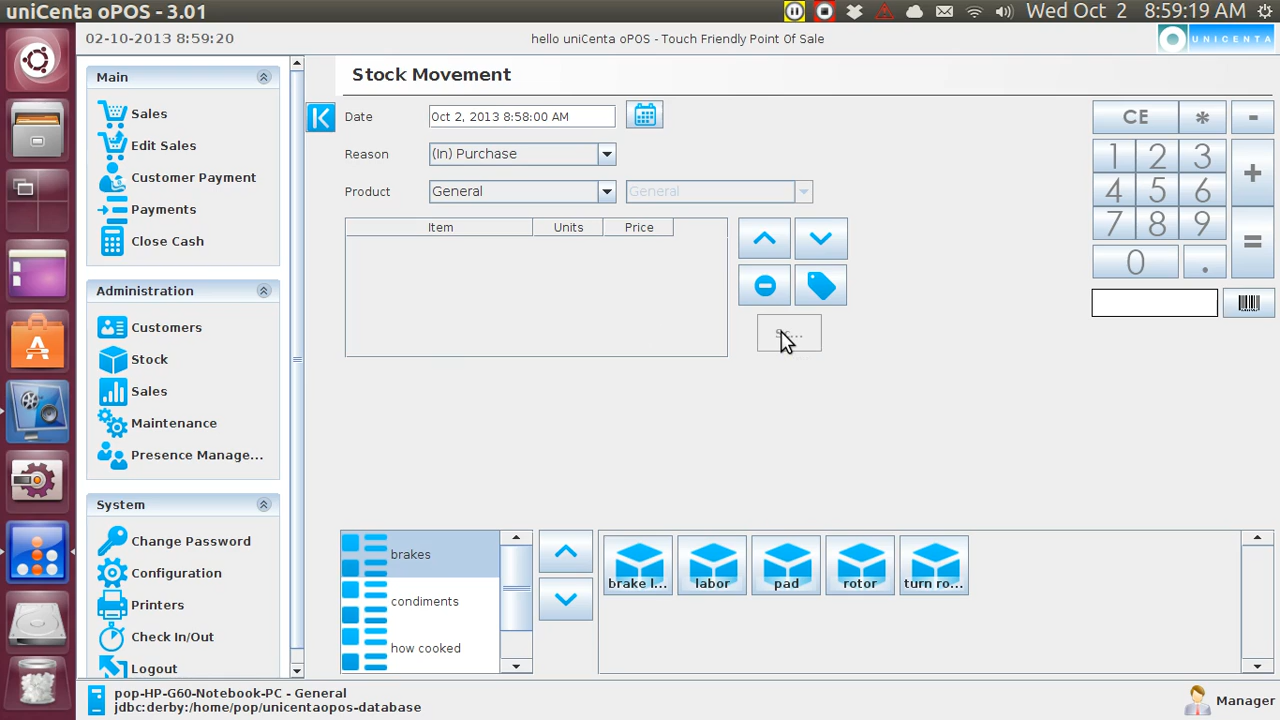 uniCenta oPOS - 3.01
Wed Oct 2 8:59:19 AM
02-10-2013 8:59:20
hello uniCenta oPOS - Touch Friendly Point Of Sale
UNICENTA
Main
Sales
Edit Sales
Customer Payment
Payments
Close Cash
Administration
Customers
Stock
Sales
Maintenance
Presence Manage...
System
Change Password
Configuration
Printers
Check In/Out
Logout
Stock Movement
Date Oct 2, 2013 8:58:00 AM
Reason (In) Purchase
Product General General
Item Units Price
CE * -
1 2 3 +
4 5 6
7 8 9 =
0 .
brakes
condiments
how cooked
brake l... labor pad rotor turn ro...
pop-HP-G60-Notebook-PC - General
jdbc:derby:/home/pop/unicentaopos-database
Manager